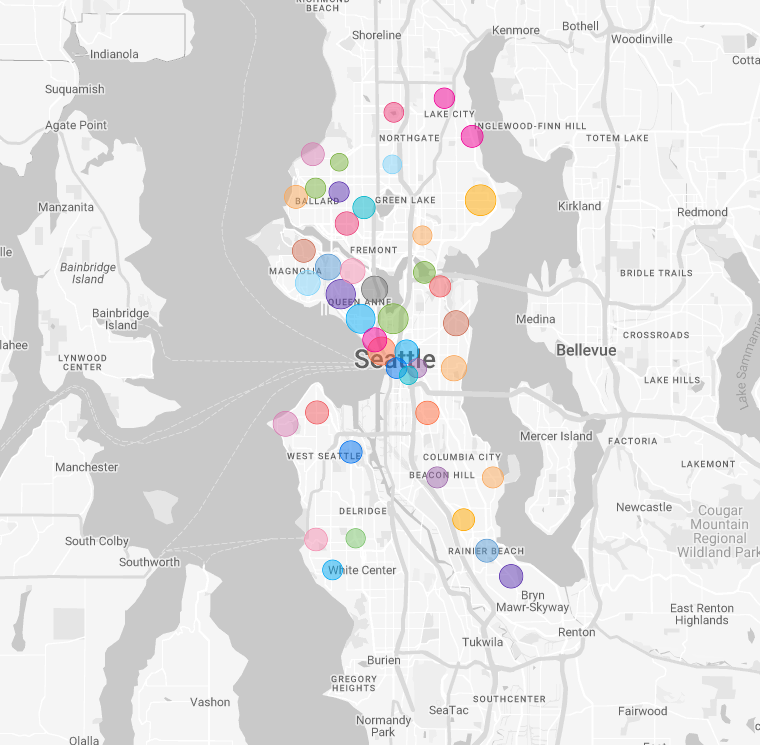 RICHMOND
BEACH
Shoreline
Kenmore
Bothell
Woodinville
Indianola
Cotta
Suquamish
LAKE CITY
Agate Point
INGLEWOOD-FINN HILL
NORTHGATE
TOTEM LAKE
BALLARD
GREEN LAKE
Manzanita
Kirkland
Redmond
lle
FREMONT
Bainbridge
Island
MAGNOLIA
BRIDLE TRAILS
QUEEN ANNE
Bainbridge
Island
Medina
CROSSROADS
lahee
LYNWOOD
CENTER
Seattle
Bellevue
LAKE HILLS
Lake Sammamis
Mercer Island
FACTORIA
WEST SEATTLE
COLUMBIA CITY
LAKEMONT
Manchester
BEACON HILL
DELRIDGE
Newcastle
Cougar
Mountain
Regional
Wildland Park
South Colby
RAINIER BEACH
Southworth
White Center
Bryn
Mawr-Skyway
East Renton
Highlands
Tukwila
Renton
Burien
GREGORY
HEIGHTS
Vashon
SOUTHCENTER
SeaTac
Fairwood
Normandy
Park
Olalla